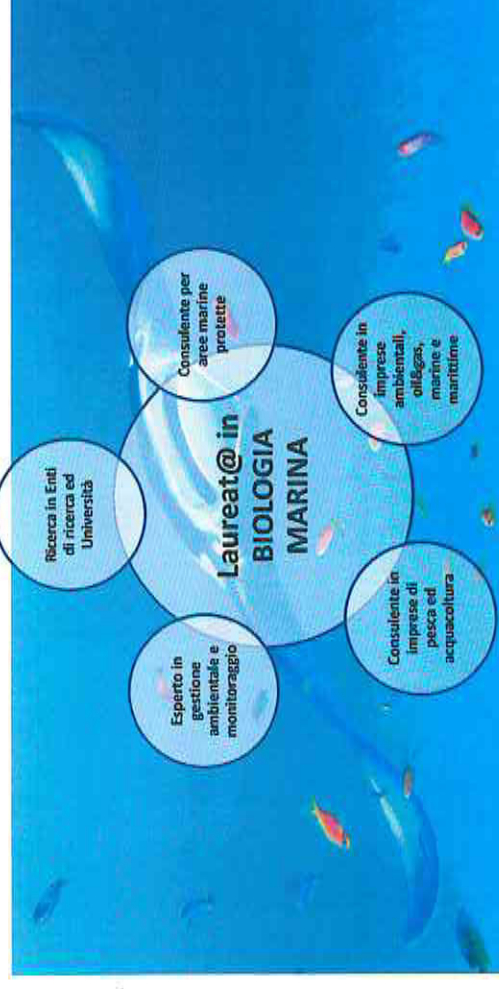 Ricerca in Enti
di ricerca ed
Università
Consulente per
aree marine
protette
Consulente in
imprese
ambientali,
oil&gas,
marine e
marittime
Consulente in
imprese di
pesca ed
acquacoltura
Esperto in
gestione
ambientale e
monitoraggio
Laureat@ in
BIOLOGIA
MARINA